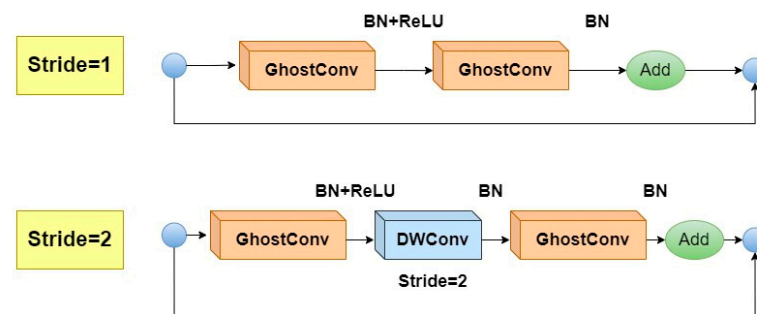 BN+ReLU BN
Stride=1 GhostConv GhostConv Add
BN+ReLU BN BN
Stride=2 GhostConv DWConv GhostConv Add
Stride=2